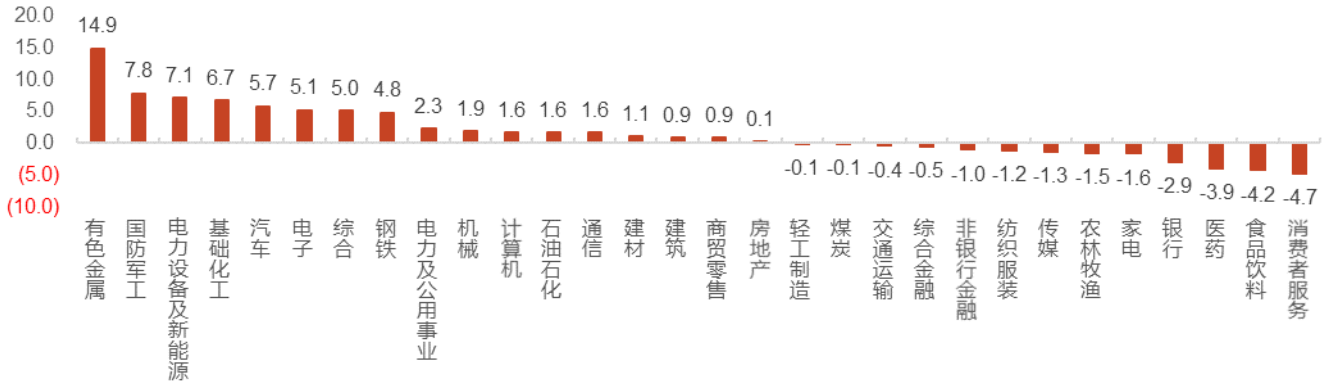 20.0
15.0
10.0
5.0
0.0
(5.0)
(10.0)
14.9
7.8
7.1
6.7
5.7
5.1
5.0
4.8
2.3
1.9
1.6
1.6
1.6
1.1
0.9
0.9
0.1
-0.1
-0.1
-0.4
-0.5
-1.0
-1.2
-1.3
-1.5
-1.6
-2.9
-3.9
-4.2
-4.7
有色金属
国防军工
电力设备及新能源
基础化工
汽车
电子
综合
钢铁
电力及公用事业
机械
计算机
石油石化
通信
建材
建筑
商贸零售
房地产
轻工制造
煤炭
交通运输
综合金融
非银行金融
纺织服装
传媒
农林牧渔
家电
银行
医药
食品饮料
消费者服务